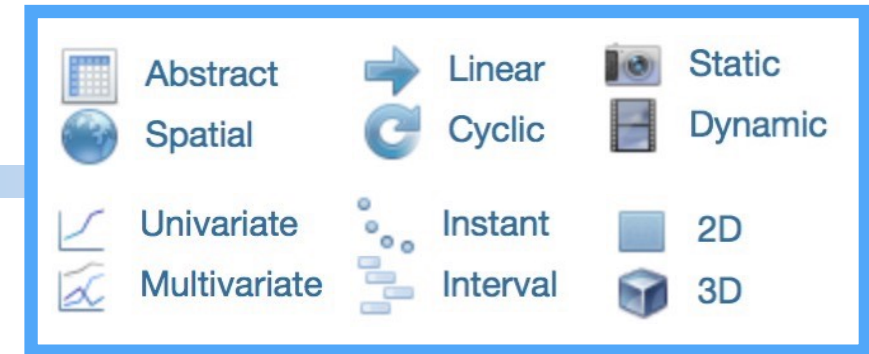 Abstract Linear Static
Spatial Cyclic Dynamic
Univariate Instant 2D
Multivariate Interval 3D